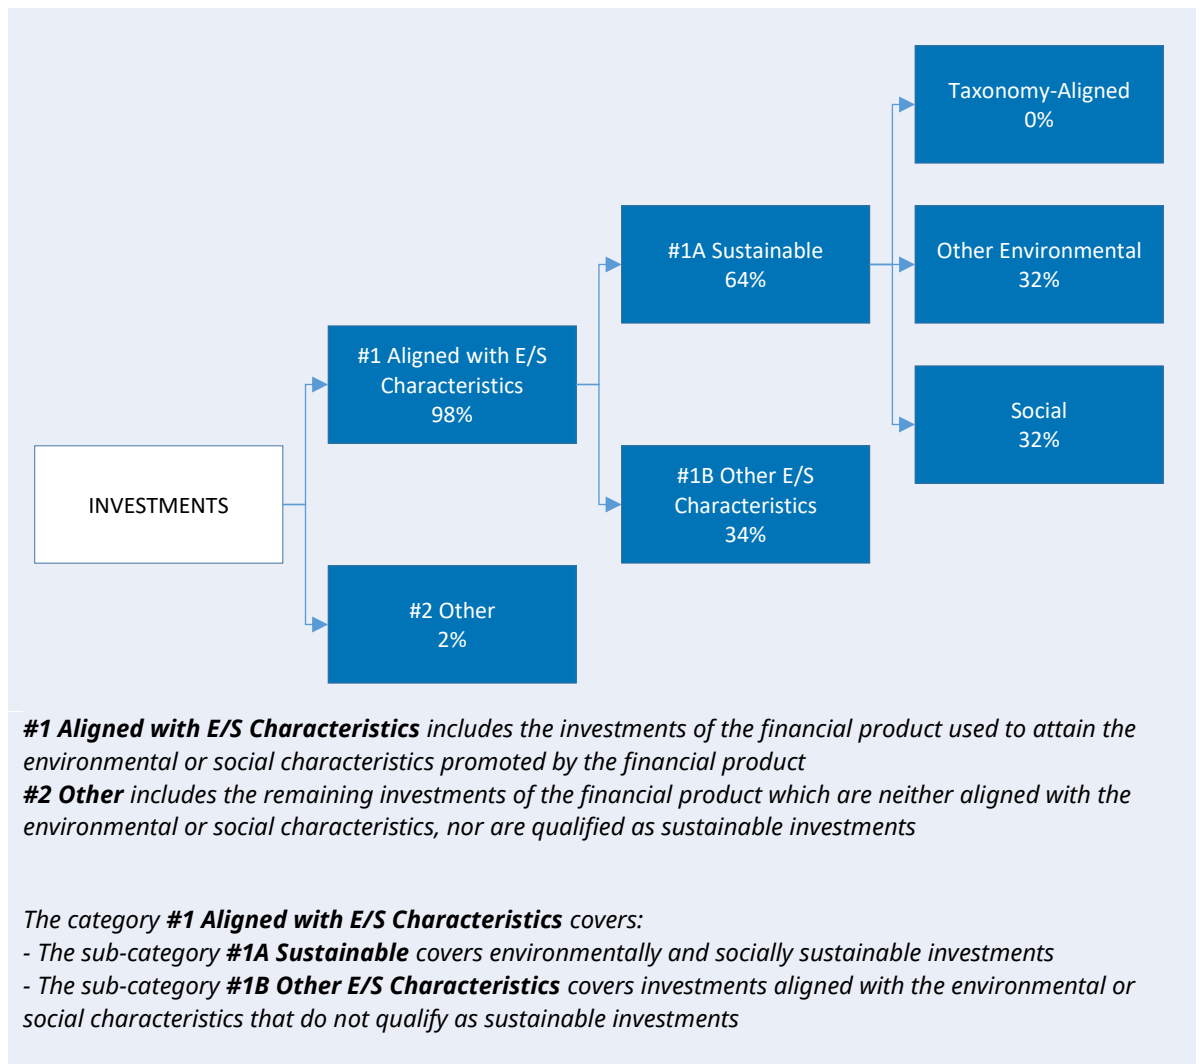 Taxonomy-Aligned
0%
#1A Sustainable
64%
Other Environmental
32%
#1 Aligned with E/S
Characteristics
98%
Social
32%
INVESTMENTS
#1B Other E/S
Characteristics
34%
#2 Other
2%
#1 Aligned with E/S Characteristics includes the investments of the financial product used to attain the
environmental or social characteristics promoted by the financial product
#2 Other includes the remaining investments of the financial product which are neither aligned with the
environmental or social characteristics, nor are qualified as sustainable investments
The category #1 Aligned with E/S Characteristics covers:
- The sub-category #1A Sustainable covers environmentally and socially sustainable investments
- The sub-category #1B Other E/S Characteristics covers investments aligned with the environmental or
social characteristics that do not qualify as sustainable investments